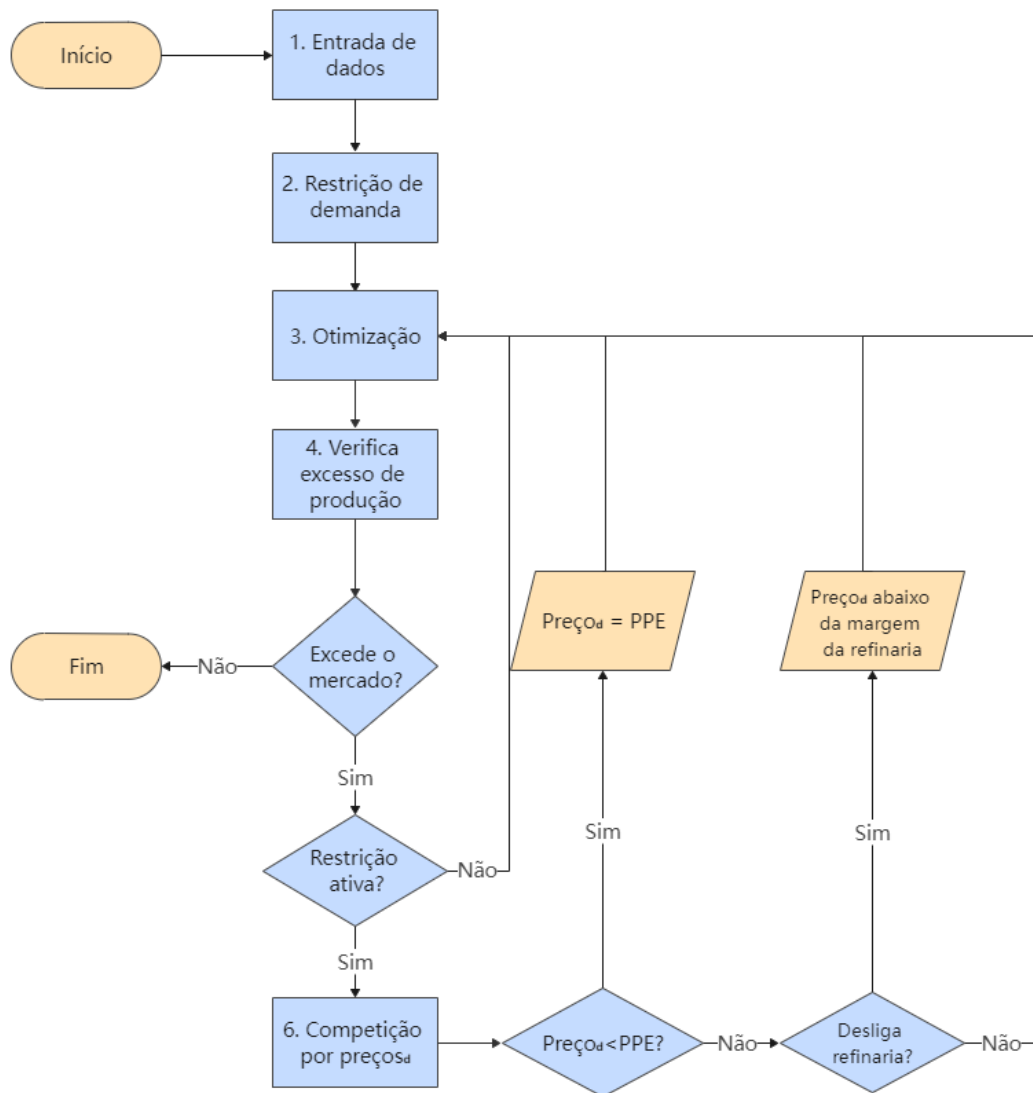 Início
1. Entrada de
dados
2. Restrição de
demanda
3. Otimização
4. Verifica
excesso de
produção
Excede o
mercado?
Não
Fim
Sim
Restrição
ativa?
Não
Sim
6. Competição
por preçosd
Preçod<PPE?
Sim
Preçod = PPE
Não
Desliga
refinaria?
Sim
Preçod abaixo
da margem
da refinaria
Não